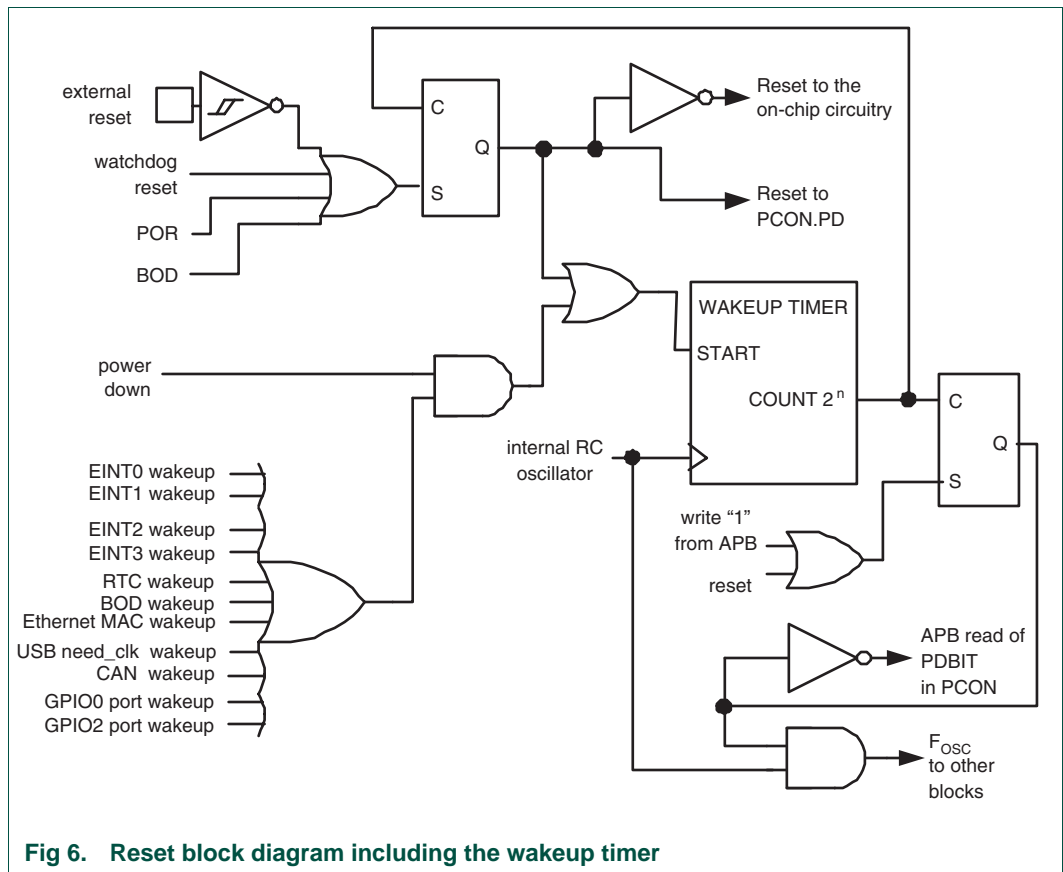 external
reset
watchdog
reset
POR
BOD
C
Q
S
Reset to the
on-chip circuitry
Reset to
PCON.PD
power
down
WAKEUP TIMER
START
COUNT 2n
internal RC
oscillator
C
Q
S
EINT0 wakeup
EINT1 wakeup
EINT2 wakeup
EINT3 wakeup
RTC wakeup
BOD wakeup
Ethernet MAC wakeup
USB need_clk wakeup
CAN wakeup
GPIO0 port wakeup
GPIO2 port wakeup
write “1”
from APB
reset
APB read of
PDBIT
in PCON
FOSC
to other
blocks
Fig 6. Reset block diagram including the wakeup timer